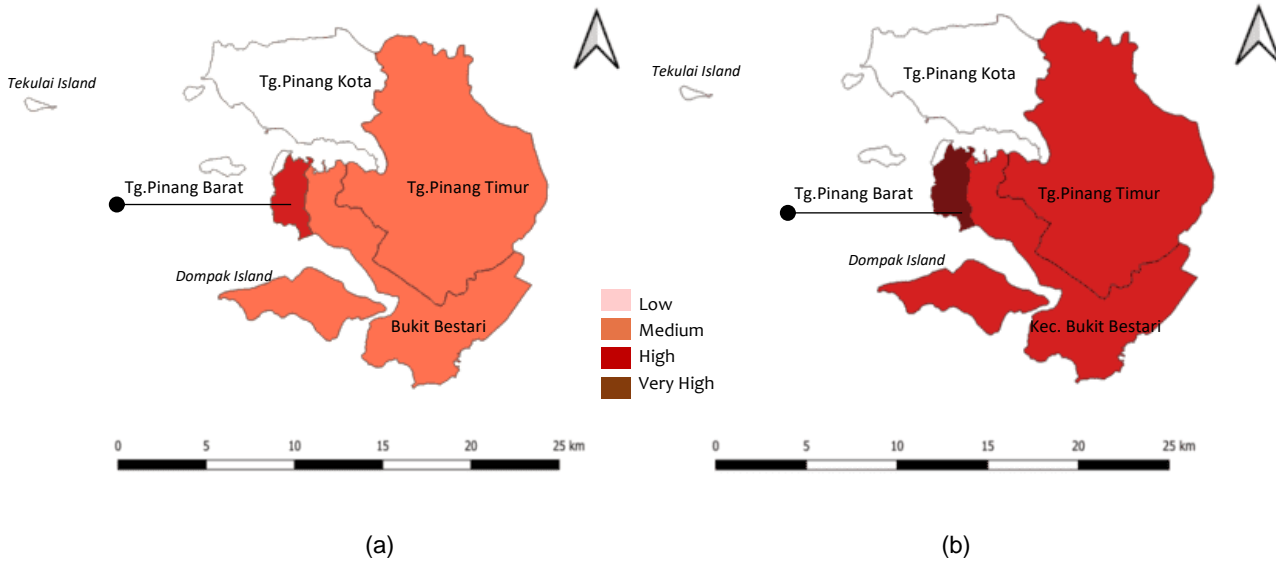 Tekulai Island
Tg.Pinang Kota
Tg.Pinang Barat
Tg.Pinang Timur
Dompak Island
Bukit Bestari
0 5 10 15 20 25 km
(a)
Low
Medium
High
Very High
Tekulai Island
Tg.Pinang Kota
Tg.Pinang Barat
Tg.Pinang Timur
Dompak Island
Kec. Bukit Bestari
0 5 10 15 20 25 km
(b)